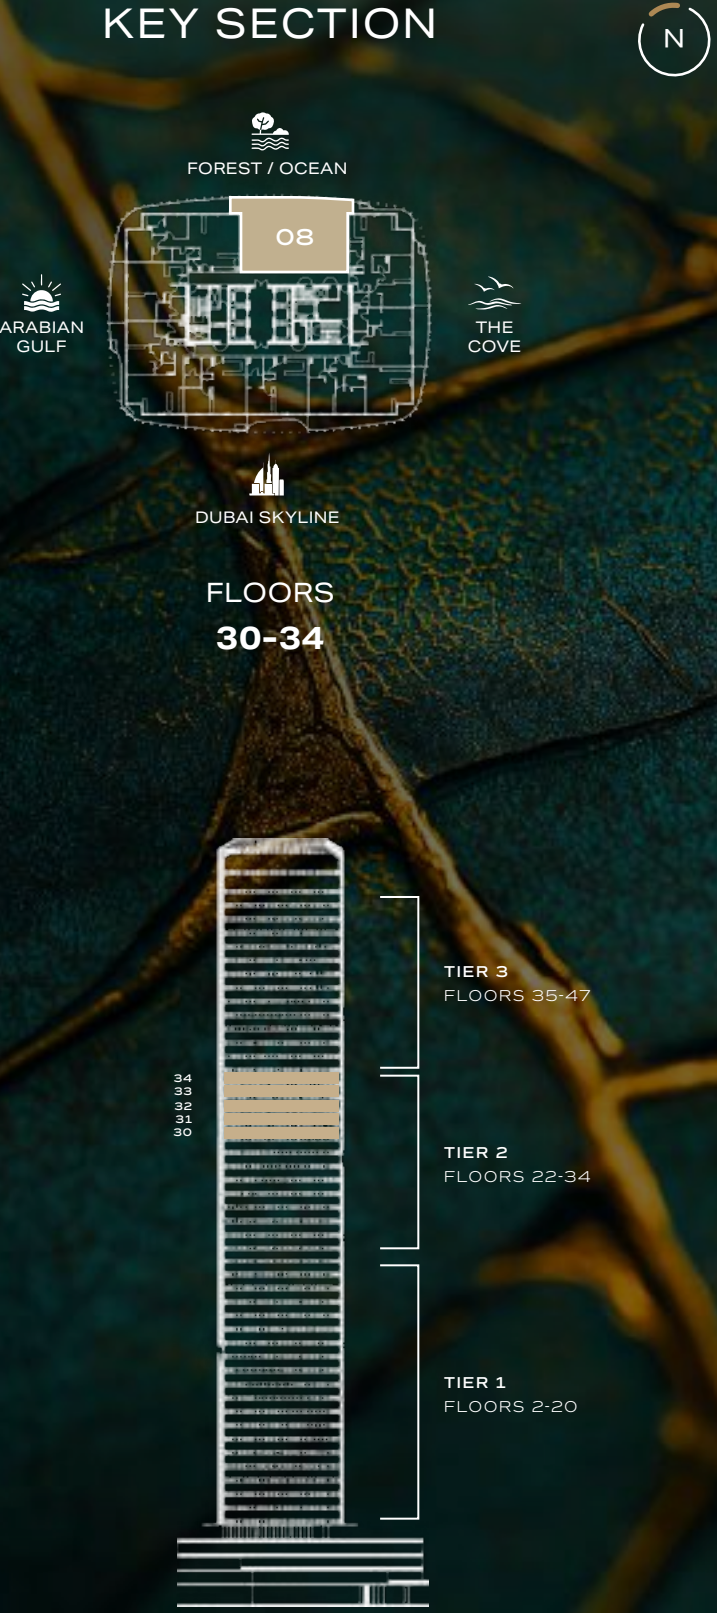 KEY SECTION
N
FOREST / OCEAN
08
ARABIAN
GULF
THE
COVE
DUBAI SKYLINE
FLOORS
30-34
TIER 3
FLOORS 35-47
34
33
32
31
30
TIER 2
FLOORS 22-34
TIER 1
FLOORS 2-20